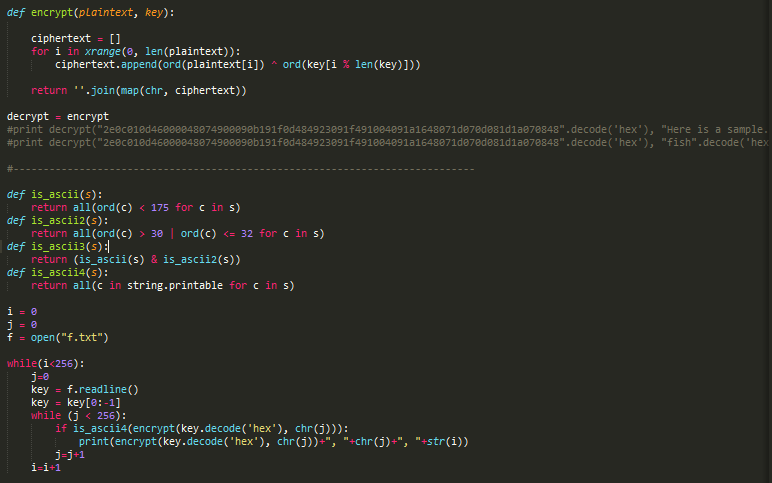 def encrypt(plaintext, key):
ciphertext = []
for i in xrange(0, len(plaintext)):
ciphertext.append(ord(plaintext[i]) ^ ord(key[i % len(key)]))
return ''.join(map(chr, ciphertext))
decrypt = encrypt
#print decrypt("2e0c010d46000048074900090b191f0d484923091f491004091a1648071d070d081d1a070848".decode('hex'), "Here is a sample.
#print decrypt("2e0c010d46000048074900090b191f0d484923091f491004091a1648071d070d081d1a070848".decode('hex'), "fish".decode('hex
#-----------------------------------------------------------------------------
def is_ascii(s):
return all(ord(c) < 175 for c in s)
def is_ascii2(s):
return all(ord(c) > 30 | ord(c) <= 32 for c in s)
def is_ascii3(s):
return (is_ascii(s) & is_ascii2(s))
def is_ascii4(s):
return all(c in string.printable for c in s)
i = 0
j = 0
f = open("f.txt")
while(i<256):
j=0
key = f.readline()
key = key[0:-1]
while (j < 256):
if is_ascii4(encrypt(key.decode('hex'), chr(j))):
print(encrypt(key.decode('hex'), chr(j))+", "+chr(j)+", "+str(i))
j=j+1
i=i+1